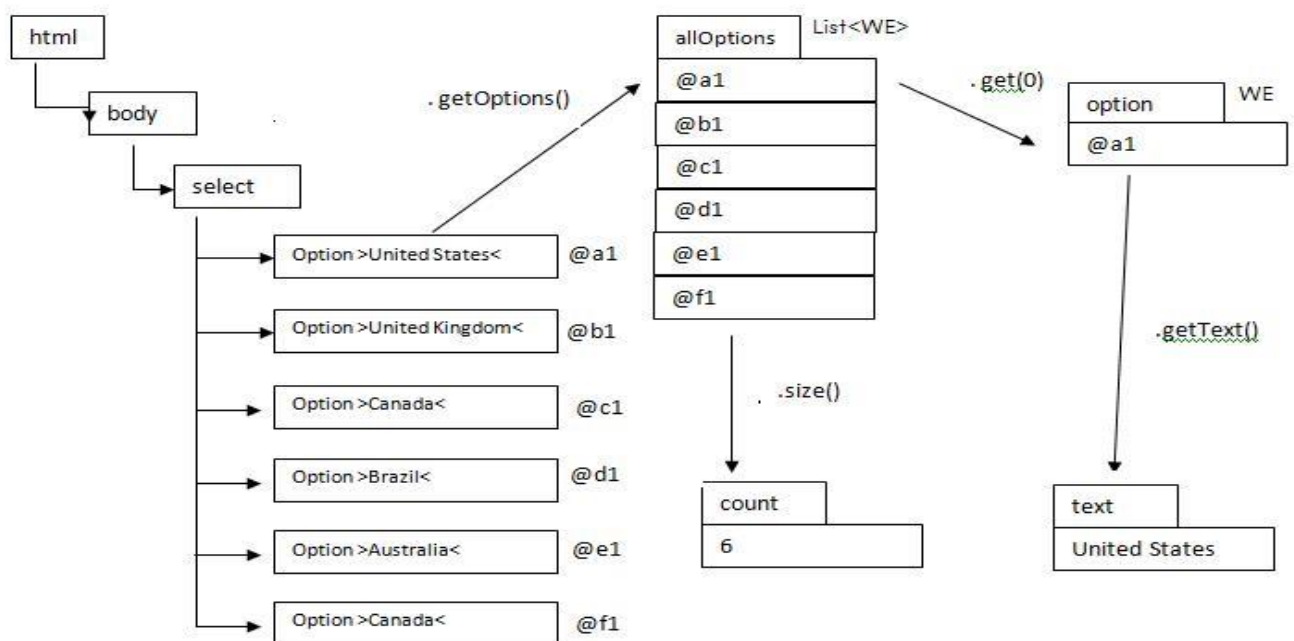 html
body
select
Option >United States<
@a1
Option >United Kingdom<
@b1
Option >Canada<
@c1
Option >Brazil<
@d1
Option >Australia<
@e1
Option >Canada<
@f1
. getOptions()
allOptions
List<WE>
@a1
@b1
@c1
@d1
@e1
@f1
. size()
count
6
. get(0)
option
WE
@a1
.getText()
text
United States